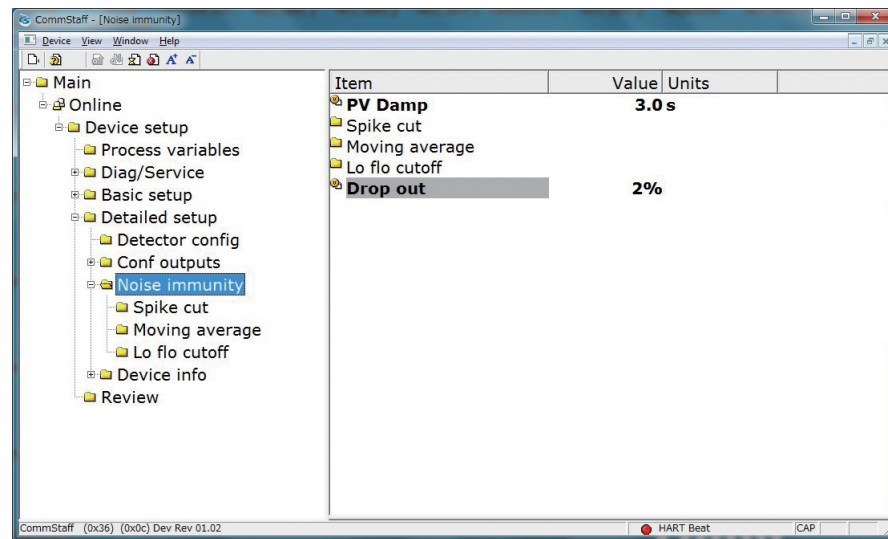 CommStaff - [Noise immunity]
Device View Window Help
Main
Online
Device setup
Process variables
Diag/Service
Basic setup
Detailed setup
Detector config
Conf outputs
Noise immunity
Spike cut
Moving average
Lo flo cutoff
Device info
Review
Item Value Units
PV Damp 3.0 s
Spike cut
Moving average
Lo flo cutoff
Drop out 2%
CommStaff (0x36) (0x0c) Dev Rev 01.02 HART Beat CAP